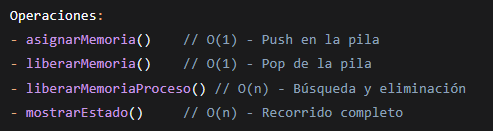 Operaciones:
- asignarMemoria()    // O(1) - Push en la pila
- liberarMemoria()    // O(1) - Pop de la pila
- liberarMemoriaProceso() // O(n) - Búsqueda y eliminación
- mostrarEstado()     // O(n) - Recorrido completo